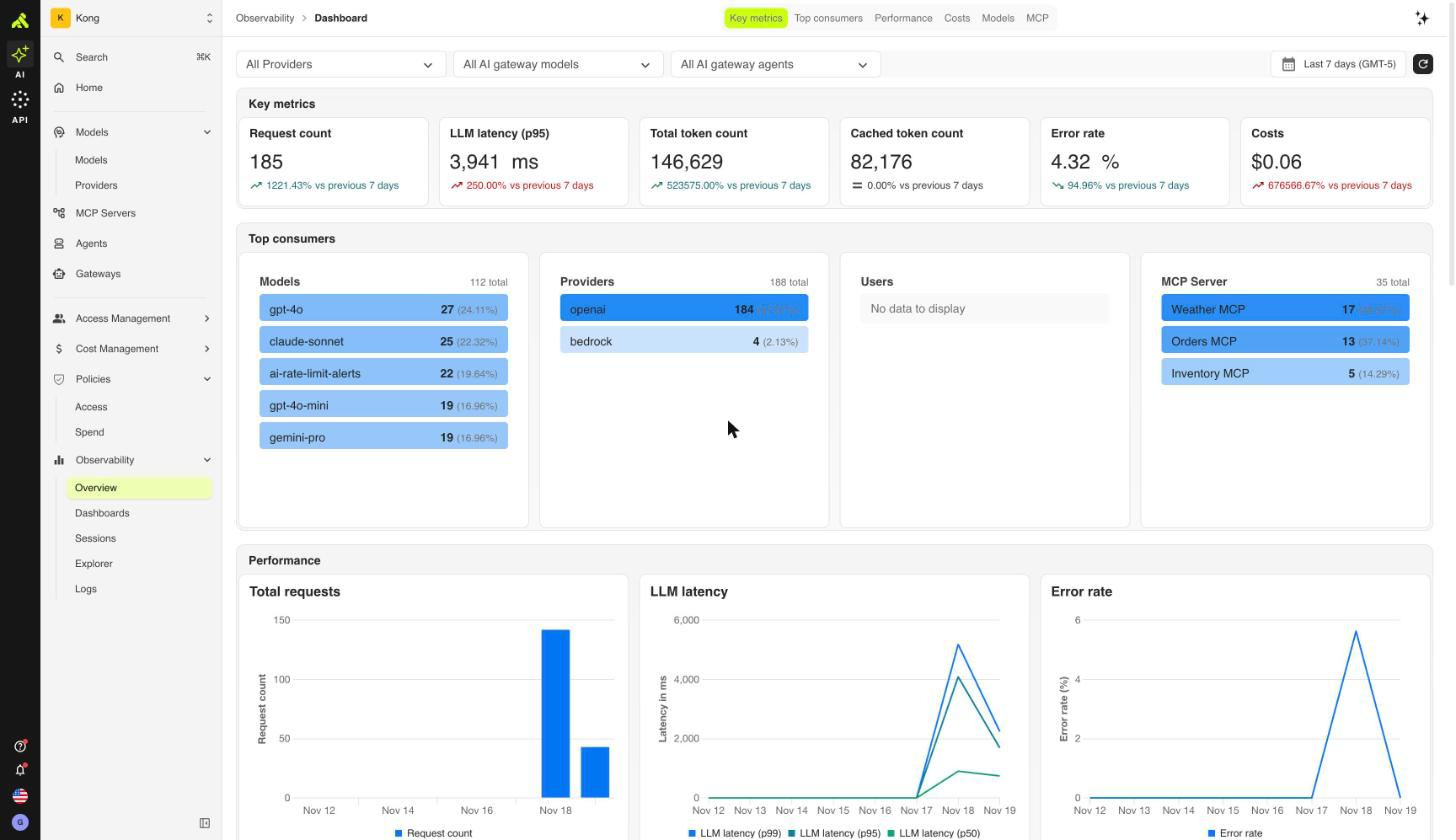 K Kong
Observability > Dashboard
Key metrics Top consumers Performance Costs Models MCP
AI
API
Search ⌘K
Home
Models
Models
Providers
MCP Servers
Agents
Gateways
Access Management
$ Cost Management
Policies
Access
Spend
Observability
Overview
Dashboards
Sessions
Explorer
Logs
G
All Providers All AI gateway models All AI gateway agents Last 7 days (GMT-5)
Key metrics
Request count
185
1221.43% vs previous 7 days
LLM latency (p95)
3,941 ms
250.00% vs previous 7 days
Total token count
146,629
523575.00% vs previous 7 days
Cached token count
82,176
0.00% vs previous 7 days
Error rate
4.32 %
94.96% vs previous 7 days
Costs
$0.06
676566.67% vs previous 7 days
Top consumers
Models 112 total
gpt-4o 27 (24.11%)
claude-sonnet 25 (22.32%)
ai-rate-limit-alerts 22 (19.64%)
gpt-4o-mini 19 (16.96%)
gemini-pro 19 (16.96%)
Providers 188 total
openai 184
bedrock 4 (2.13%)
Users
No data to display
MCP Server 35 total
Weather MCP 17
Orders MCP 13 (37.14%)
Inventory MCP 5 (14.29%)
Performance
Total requests
Request count
150
100
50
0
Nov 12 Nov 14 Nov 16 Nov 18
Request count
LLM latency
Latency in ms
6,000
4,000
2,000
0
Nov 12 Nov 13 Nov 14 Nov 15 Nov 16 Nov 17 Nov 18 Nov 19
LLM latency (p99) LLM latency (p95) LLM latency (p50)
Error rate
Error rate (%)
6
4
2
0
Nov 12 Nov 13 Nov 14 Nov 15 Nov 16 Nov 17 Nov 18 Nov 19
Error rate